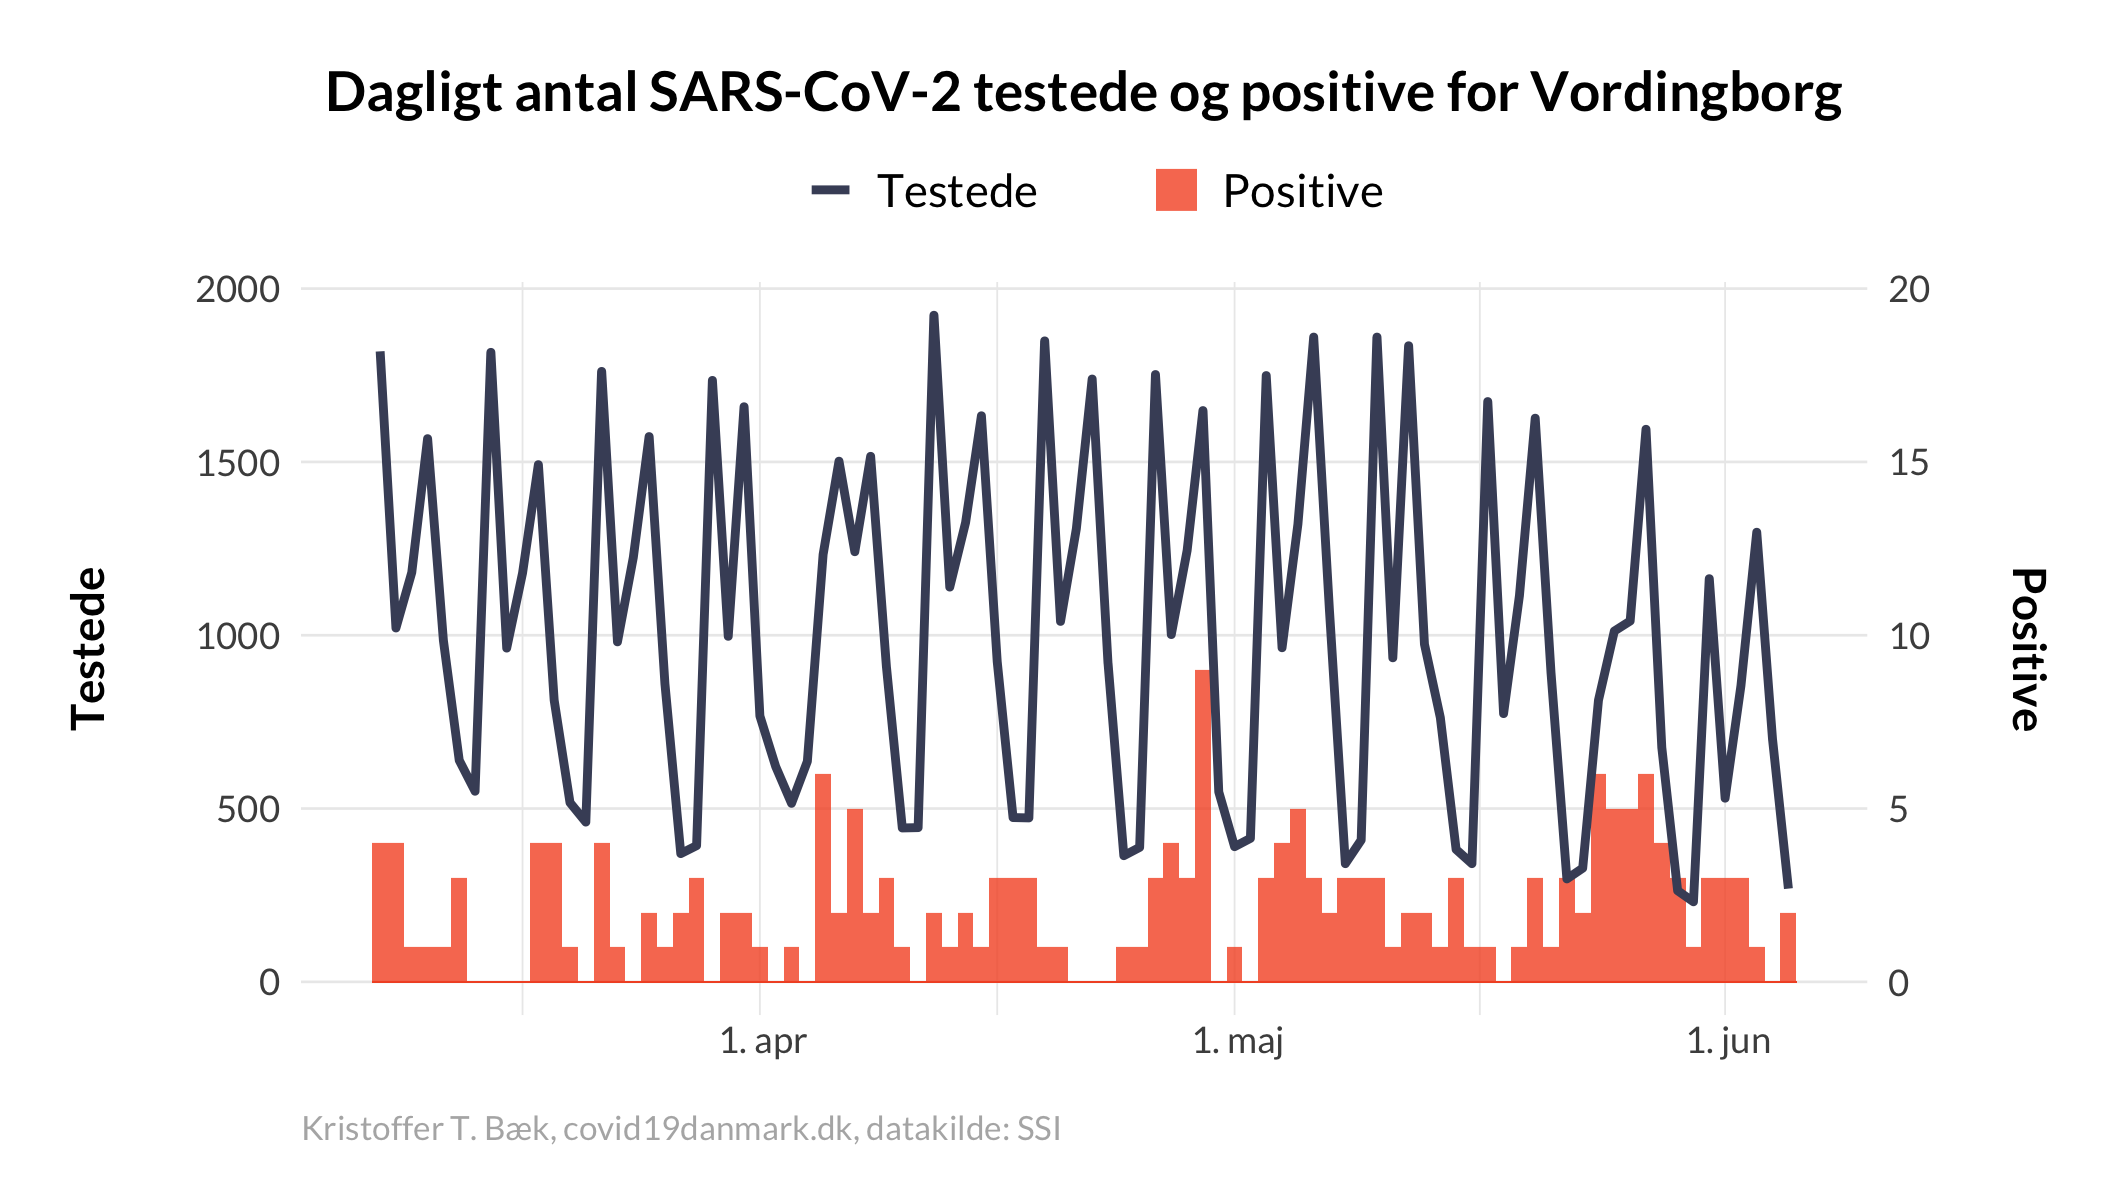 Dagligt antal SARS-CoV-2 testede og positive for Vordingborg
Testede
Positive
2000
1500
1000
500
0
20
15
10
5
0
Testede
Positive
1. apr
1. maj
1. jun
Kristoffer T. Bæk, covid19danmark.dk, datakilde: SSI